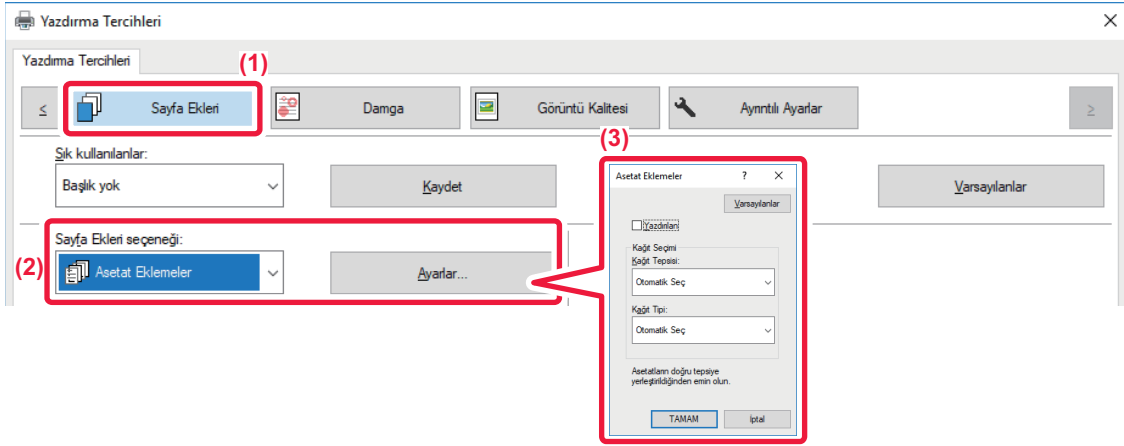 Yazdırma Tercihleri
Yazdırma Tercihleri
(1)
< Sayfa Ekleri Damga Görüntü Kalitesi Ayrıntılı Ayarlar >
(3)
Sık kullanılanlar:
Başlık yok Kaydet Varsayılanlar
(2)
Sayfa Ekleri seçeneği:
Asetat Eklemeler Ayarlar...
Asetat Eklemeler ?
Varsayılanlar
Yazdırılan
Kağıt Seçimi
Kağıt Tepsisi:
Otomatik Seç
Kağıt Tipi:
Otomatik Seç
Asetatların doğru tepsiye
yerleştirildiğinden emin olun.
TAMAM İptal